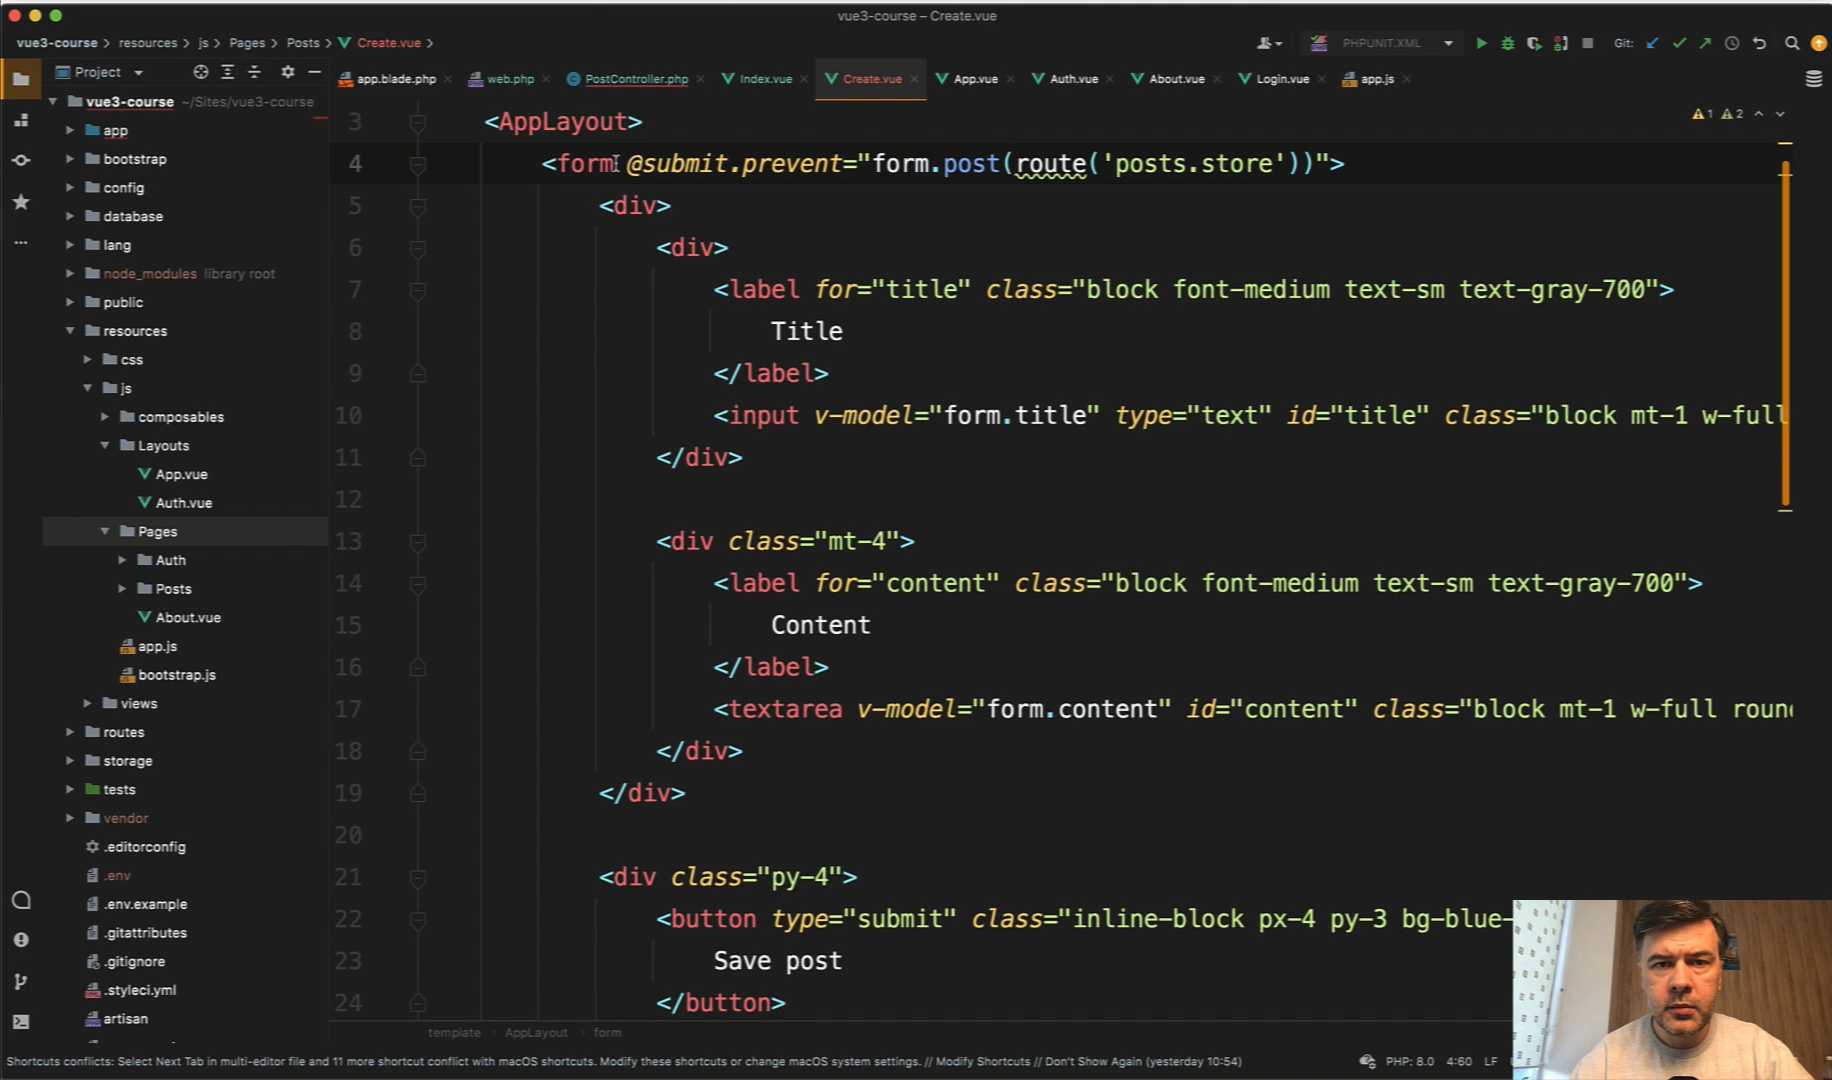 vue3-course – Create.vue
vue3-course > resources > js > Pages > Posts > Create.vue >
PHPUNIT.XML
Git:
Project
app.blade.php
web.php
PostController.php
Index.vue
Create.vue
App.vue
Auth.vue
About.vue
Login.vue
app.js
vue3-course ~/Sites/vue3-course
app
bootstrap
config
database
lang
node_modules library root
public
resources
css
js
composables
Layouts
App.vue
Auth.vue
Pages
Auth
Posts
About.vue
app.js
bootstrap.js
views
routes
storage
tests
vendor
.editorconfig
.env
.env.example
.gitattributes
.gitignore
.styleci.yml
artisan
1 2
3 <AppLayout>
4 <form @submit.prevent="form.post(route('posts.store'))">
5 <div>
6 <div>
7 <label for="title" class="block font-medium text-sm text-gray-700">
8 Title
9 </label>
10 <input v-model="form.title" type="text" id="title" class="block mt-1 w-full
11 </div>
12
13 <div class="mt-4">
14 <label for="content" class="block font-medium text-sm text-gray-700">
15 Content
16 </label>
17 <textarea v-model="form.content" id="content" class="block mt-1 w-full roun
18 </div>
19 </div>
20
21 <div class="py-4">
22 <button type="submit" class="inline-block px-4 py-3 bg-blue-
23 Save post
24 </button>
template > AppLayout > form
Shortcuts conflicts: Select Next Tab in multi-editor file and 11 more shortcut conflict with macOS shortcuts. Modify these shortcuts or change macOS system settings. // Modify Shortcuts // Don't Show Again (yesterday 10:54)
PHP: 8.0 4:60 LF